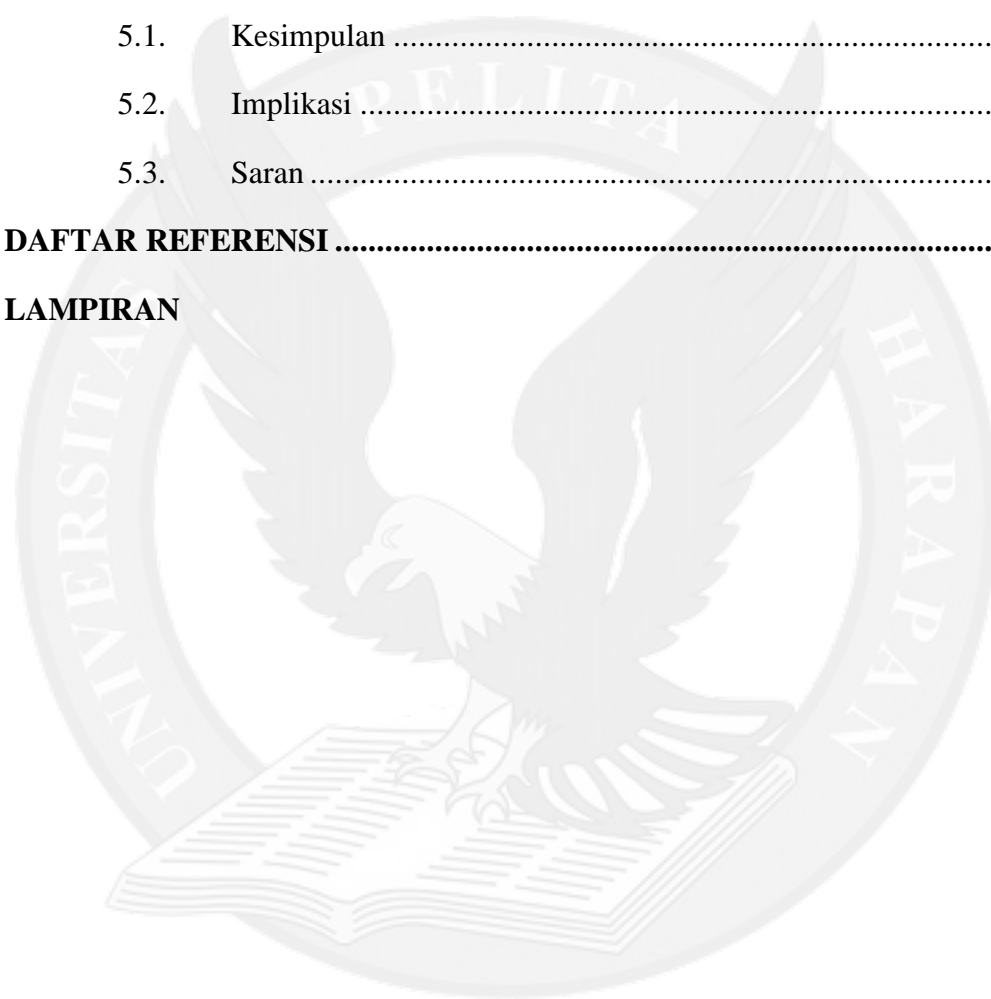 5.1. Kesimpulan ........................................................................
5.2. Implikasi ............................................................................
5.3. Saran ..................................................................................
DAFTAR REFERENSI ..............................................................................
LAMPIRAN
UNIVERSITAS PELITA HARAPAN